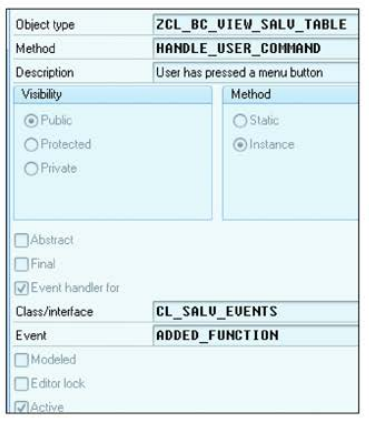 Object type ZCL_BC_VIEW_SALV_TABLE
Method HANDLE_USER_COMMAND
Description User has pressed a menu button
Visibility Method
Public Static
Protected Instance
Private
Abstract
Final
Event handler for
Class/interface CL_SALV_EVENTS
Event ADDED_FUNCTION
Modeled
Editor lock
Active